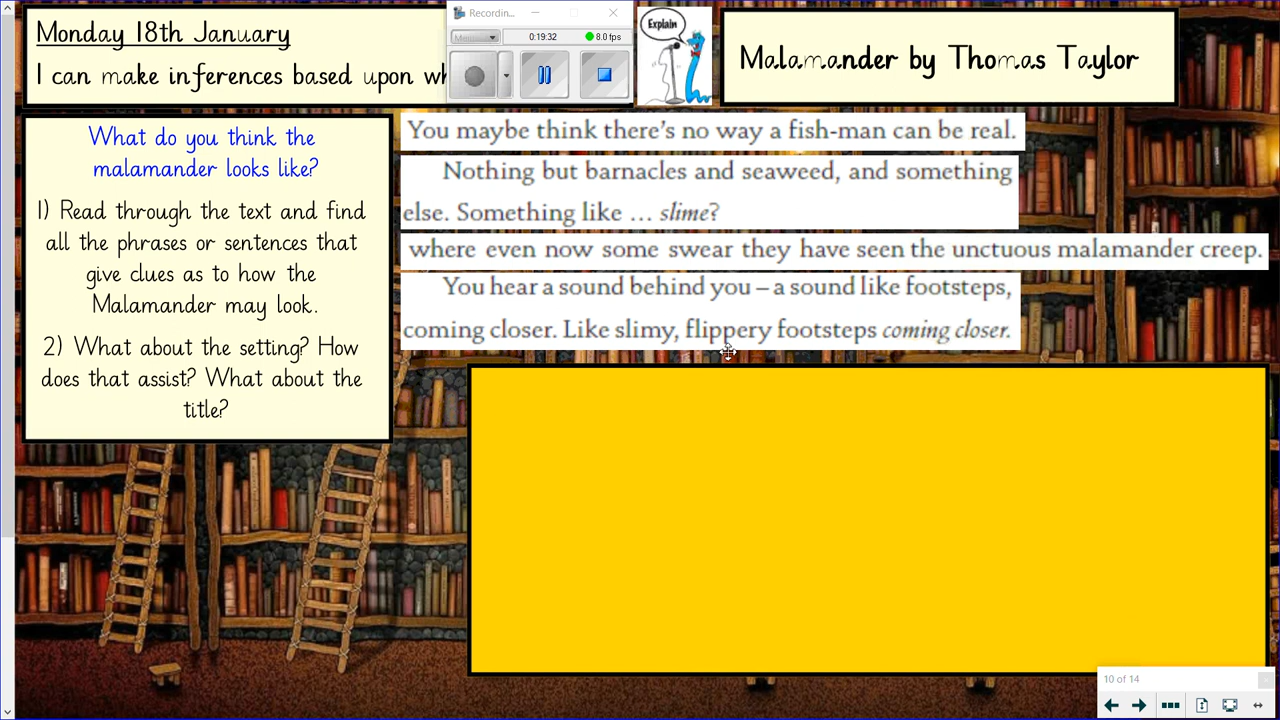 Monday 18th January
I can make inferences based upon wh
Recordin...
Menu
0:19:32
8.0 fps
Explain
Malamander by Thomas Taylor
What do you think the
malamander looks like?
1) Read through the text and find
all the phrases or sentences that
give clues as to how the
Malamander may look.
2) What about the setting? How
does that assist? What about the
title?
You maybe think there's no way a fish-man can be real.
Nothing but barnacles and seaweed, and something
else. Something like … slime?
where even now some swear they have seen the unctuous malamander creep.
You hear a sound behind you – a sound like footsteps,
coming closer. Like slimy, flippery footsteps coming closer.
10 of 14